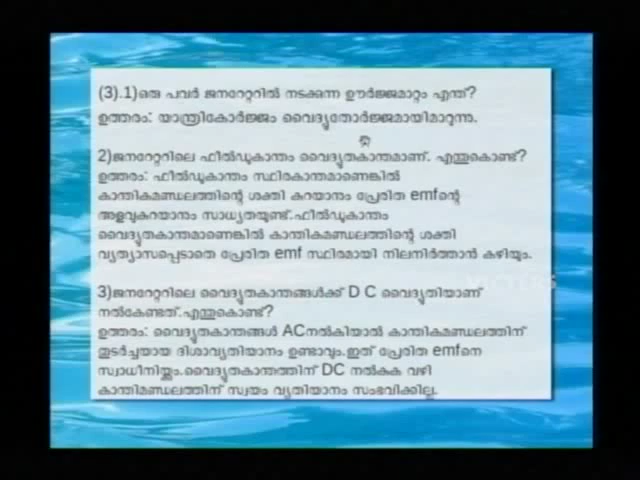 (3).1)ഒരു പവർ ജനറേറ്ററിൽ നടക്കുന്ന ഊർജ്ജമാറ്റം എന്ത്?
ഉത്തരം: യാന്ത്രികോർജ്ജം വൈദ്യുതോർജ്ജമായിമാറുന്നു.
2)ജനറേറ്ററിലെ ഫീൽഡുകാന്തം വൈദ്യുതകാന്തമാണ്. എന്തുകൊണ്ട്?
ഉത്തരം: ഫീൽഡുകാന്തം സ്ഥിരകാന്തമാണെങ്കിൽ
കാന്തികമണ്ഡലത്തിന്റെ ശക്തി കുറയാനും പ്രേരിത emfന്റെ
അളവുകുറയാനും സാധ്യതയുണ്ട്.ഫീൽഡുകാന്തം
വൈദ്യുതകാന്തമാണെങ്കിൽ കാന്തികമണ്ഡലത്തിന്റെ ശക്തി
വ്യത്യാസപ്പെടാതെ പ്രേരിത emf സ്ഥിരമായി നിലനിർത്താൻ കഴിയും.
3)ജനറേറ്ററിലെ വൈദ്യുതകാന്തങ്ങൾക്ക് D C വൈദ്യുതിയാണ്
നൽകേണ്ടത്.എന്തുകൊണ്ട്?
ഉത്തരം: വൈദ്യുതകാന്തങ്ങൾ ACനൽകിയാൽ കാന്തികമണ്ഡലത്തിന്
തുടർച്ചയായ ദിശാവ്യതിയാനം ഉണ്ടാവും.ഇത് പ്രേരിത emfനെ
സ്വാധീനിയ്ക്കും.വൈദ്യുതകാന്തത്തിന് DC നൽകുക വഴി
കാന്തിമണ്ഡലത്തിന് സ്വയം വ്യതിയാനം സംഭവിക്കില്ല.